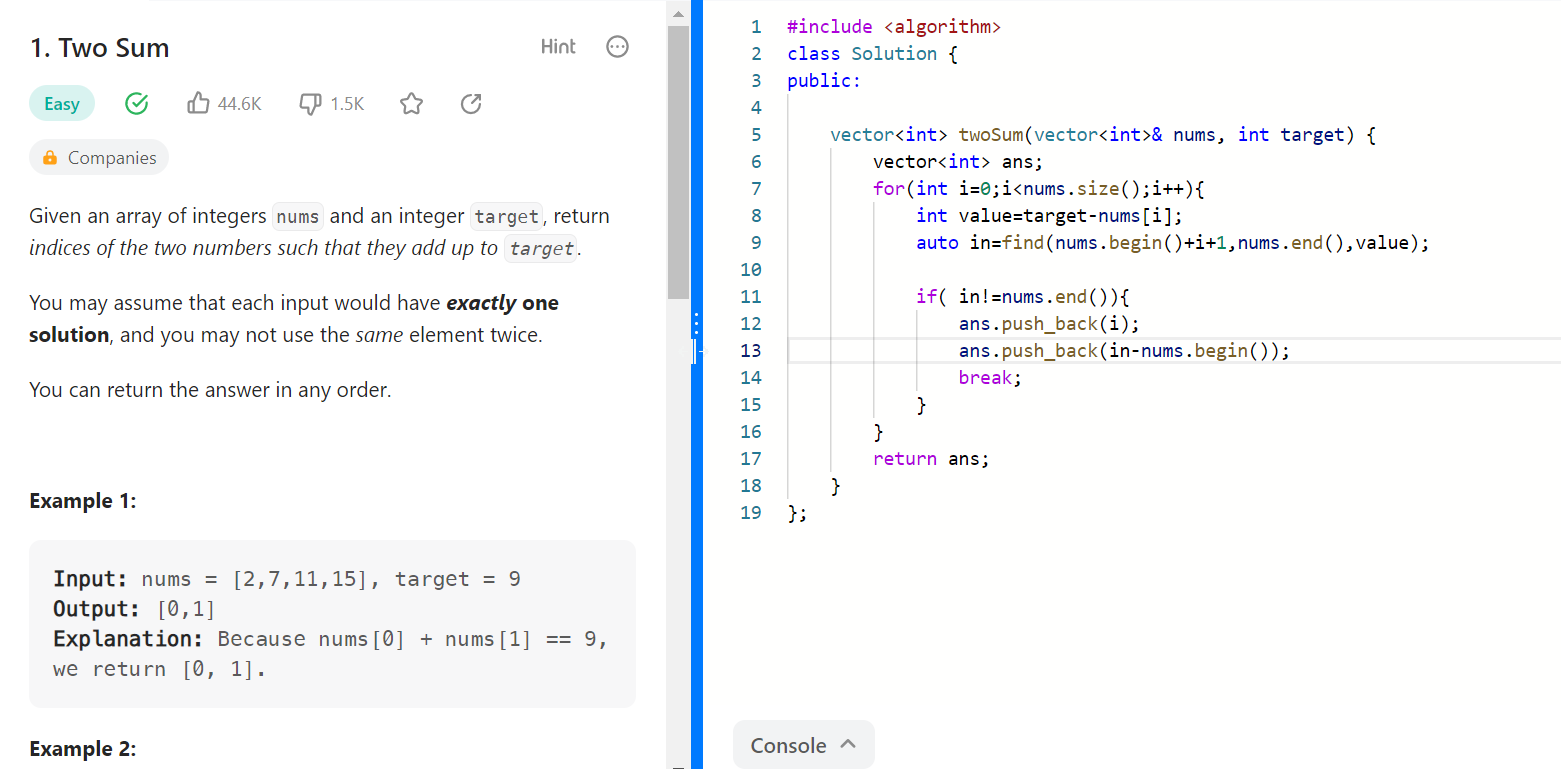 1. Two Sum
Hint
Easy
44.6K
1.5K
Companies
Given an array of integers nums and an integer target, return
indices of the two numbers such that they add up to target.
You may assume that each input would have exactly one
solution, and you may not use the same element twice.
You can return the answer in any order.
Example 1:
Input: nums = [2,7,11,15], target = 9
Output: [0,1]
Explanation: Because nums[0] + nums[1] == 9,
we return [0, 1].
Example 2:
1 #include <algorithm>
2 class Solution {
3 public:
4
5     vector<int> twoSum(vector<int>& nums, int target) {
6         vector<int> ans;
7         for(int i=0;i<nums.size();i++){
8             int value=target-nums[i];
9             auto in=find(nums.begin()+i+1,nums.end(),value);
10
11             if( in!=nums.end()){
12                 ans.push_back(i);
13                 ans.push_back(in-nums.begin());
14                 break;
15             }
16         }
17         return ans;
18     }
19 };
Console